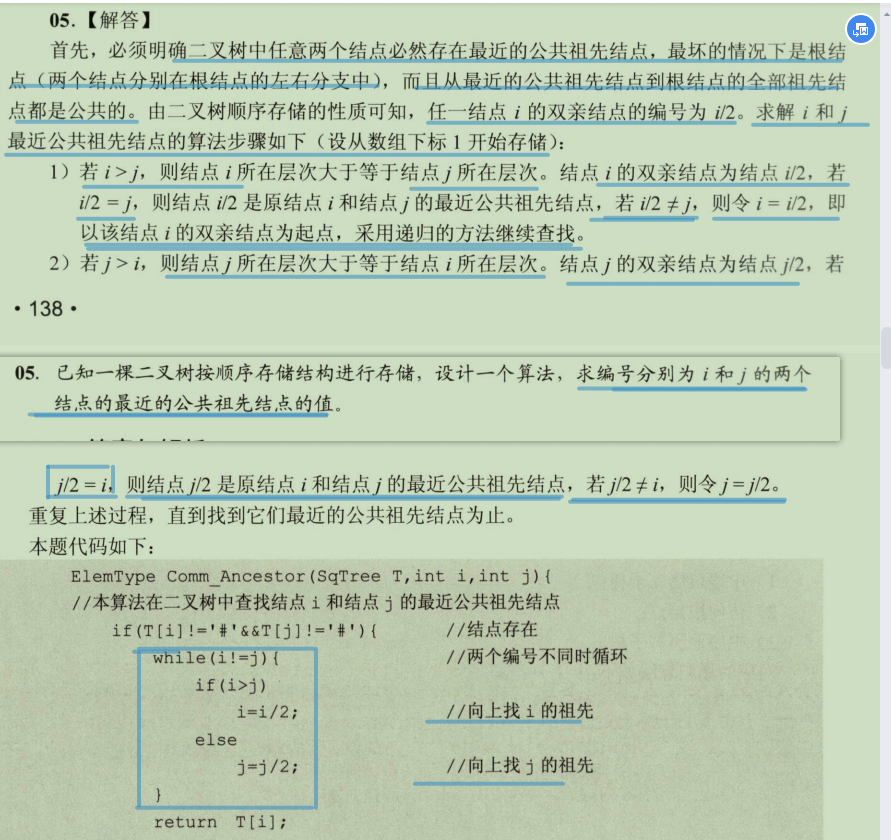 05.【解答】
首先，必须明确二叉树中任意两个结点必然存在最近的公共祖先结点，最坏的情况下是根结
点（两个结点分别在根结点的左右分支中），而且从最近的公共祖先结点到根结点的全部祖先结
点都是公共的。由二叉树顺序存储的性质可知，任一结点 i 的双亲结点的编号为 i/2。求解 i 和 j
最近公共祖先结点的算法步骤如下（设从数组下标 1 开始存储）：
1）若 i > j，则结点 i 所在层次大于等于结点 j 所在层次。结点 i 的双亲结点为结点 i/2，若
i/2 = j，则结点 i/2 是原结点 i 和结点 j 的最近公共祖先结点，若 i/2 ≠ j，则令 i = i/2，即
以该结点 i 的双亲结点为起点，采用递归的方法继续查找。
2）若 j > i，则结点 j 所在层次大于等于结点 i 所在层次。结点 j 的双亲结点为结点 j/2，若
• 138 •
05. 已知一棵二叉树按顺序存储结构进行存储，设计一个算法，求编号分别为 i 和 j 的两个
结点的最近的公共祖先结点的值。
j/2 = i，则结点 j/2 是原结点 i 和结点 j 的最近公共祖先结点，若 j/2 ≠ i，则令 j = j/2。
重复上述过程，直到找到它们最近的公共祖先结点为止。
本题代码如下：
ElemType Comm_Ancestor(SqTree T,int i,int j){
//本算法在二叉树中查找结点 i 和结点 j 的最近公共祖先结点
if(T[i]!='#'&&T[j]!='#'){ //结点存在
while(i!=j){ //两个编号不同时循环
if(i>j)
i=i/2; //向上找 i 的祖先
else
j=j/2; //向上找 j 的祖先
}
return T[i];